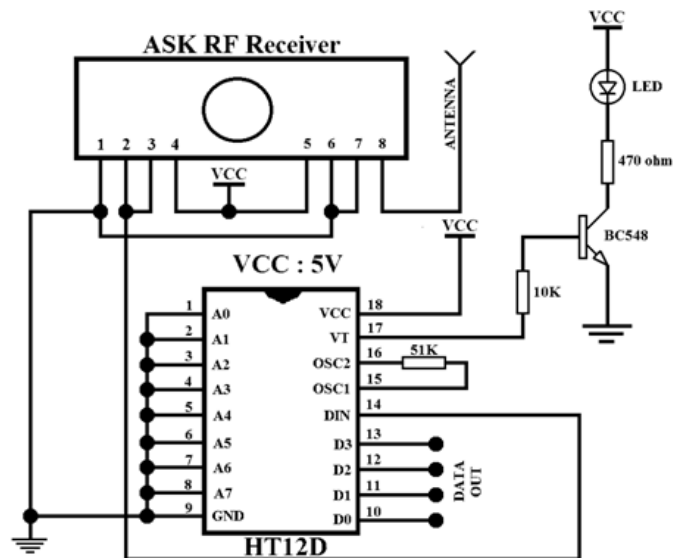 ASK RF Receiver
VCC
LED
470 ohm
BC548
10K
ANTENNA
1 2 3 4 5 6 7 8
VCC
VCC
VCC : 5V
1 A0 VCC 18
2 A1 VT 17
3 A2 OSC2 16
51K
4 A3 OSC1 15
5 A4 DIN 14
6 A5 D3 13
7 A6 D2 12
8 A7 D1 11
9 GND D0 10
DATA
OUT
HT12D